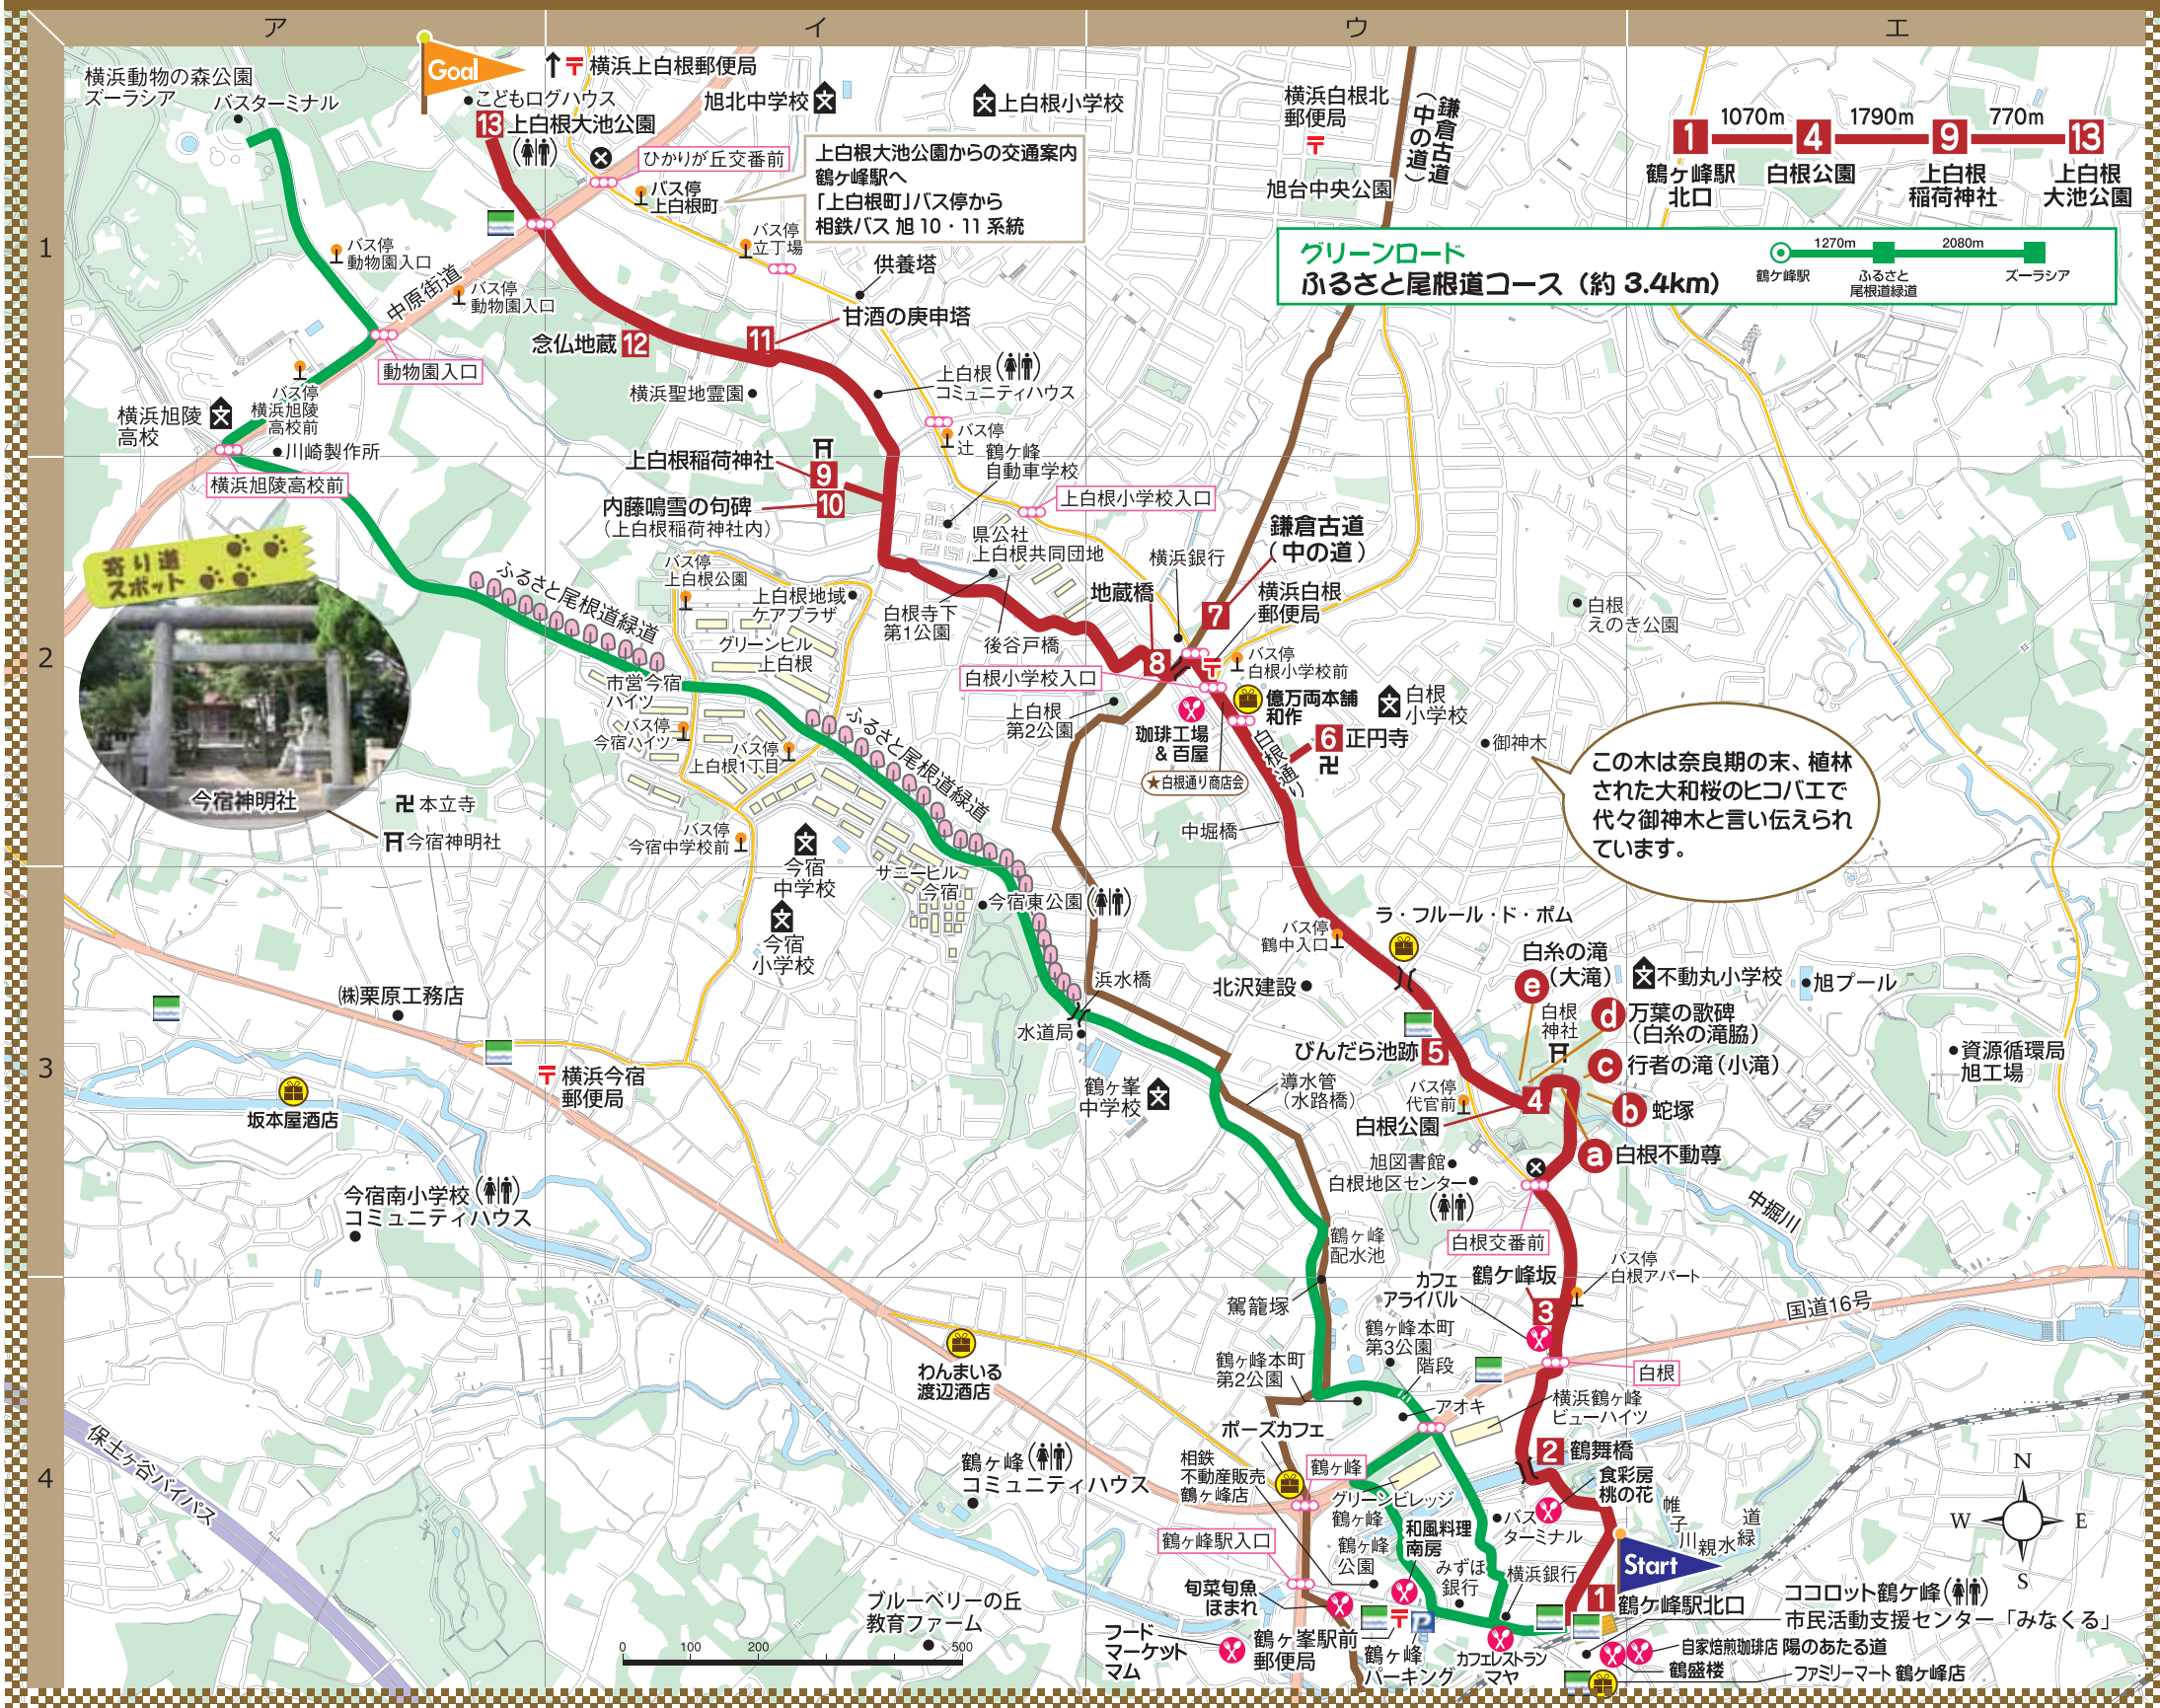 ア
イ
ウ
エ
1
2
3
4
横浜動物の森公園
ズーラシア
バスターミナル
Goal
↑〒横浜上白根郵便局
こどもログハウス
13 上白根大池公園
旭北中学校
上白根小学校
ひかりが丘交番前
バス停
上白根町
上白根大池公園からの交通案内
鶴ヶ峰駅へ
「上白根町」バス停から
相鉄バス 旭10・11系統
横浜白根北
郵便局
〒
旭台中央公園
鎌倉古道
(中の道)
1070m
1790m
770m
1
4
9
13
鶴ヶ峰駅
北口
白根公園
上白根
稲荷神社
上白根
大池公園
グリーンロード
ふるさと尾根道コース(約 3.4km)
1270m
2080m
鶴ケ峰駅
ふるさと
尾根道緑道
ズーラシア
バス停
動物園入口
中原街道
バス停
動物園入口
バス停
立丁場
供養塔
甘酒の庚申塔
11
念仏地蔵 12
動物園入口
バス停
横浜旭陵
高校前
横浜旭陵
高校
川崎製作所
横浜旭陵高校前
横浜聖地霊園
上白根
コミュニティハウス
バス停
辻
鶴ケ峰
自動車学校
上白根稲荷神社
9
10
内藤鳴雪の句碑
(上白根稲荷神社内)
上白根小学校入口
県公社
上白根共同団地
横浜銀行
鎌倉古道
(中の道)
地蔵橋
7
横浜白根
郵便局
〒
寄り道
スポット
今宿神明社
ふるさと尾根道緑道
バス停
上白根公園
上白根地域
ケアプラザ
グリーンヒル
上白根
白根寺下
第1公園
後谷戸橋
8
白根小学校入口
バス停
白根小学校前
白根
えのき公園
市営今宿
ハイツ
バス停
今宿ハイツ
バス停
上白根1丁目
ふるさと尾根道緑道
上白根
第2公園
珈琲工場
&百屋
億万両本舗
和作
白根
小学校
白根通り
6 正円寺
卍
御神木
★白根通り商店会
中堀橋
この木は奈良期の末、植林
された大和桜のヒコバエで
代々御神木と言い伝えられ
ています。
卍本立寺
今宿神明社
バス停
今宿中学校前
今宿
中学校
サニーヒル
今宿
今宿
小学校
今宿東公園
浜水橋
水道局
バス停
鶴中入口
ラ・フルール・ド・ポム
北沢建設
白糸の滝
(大滝)
e
不動丸小学校
旭プール
白根
神社
d 万葉の歌碑
(白糸の滝脇)
c 行者の滝(小滝)
b 蛇塚
a 白根不動尊
びんだら池跡 5
バス停
代官前
4
白根公園
資源循環局
旭工場
㈱栗原工務店
坂本屋酒店
〒横浜今宿
郵便局
鶴ヶ峯
中学校
導水管
(水路橋)
旭図書館
白根地区センター
中掘川
白根交番前
今宿南小学校
コミュニティハウス
鶴ヶ峰
配水池
バス停
白根アパート
国道16号
カフェ
アライバル
鶴ケ峰坂
3
駕籠塚
鶴ヶ峰本町
第3公園
階段
鶴ヶ峰本町
第2公園
アオキ
白根
横浜鶴ヶ峰
ビューハイツ
わんまいる
渡辺酒店
ポーズカフェ
2 鶴舞橋
食彩房
桃の花
保土ヶ谷バイパス
鶴ヶ峰
コミュニティハウス
相鉄
不動産販売
鶴ヶ峰店
鶴ヶ峰
グリーンビレッジ
鶴ヶ峰
和風料理
南房
バス
ターミナル
帷子川親水緑道
N
W
E
S
鶴ヶ峰駅入口
鶴ヶ峰
公園
みずほ
銀行
横浜銀行
Start
1
鶴ケ峰駅北口
旬菜旬魚
ほまれ
ココロット鶴ケ峰
市民活動支援センター「みなくる」
ブルーベリーの丘
教育ファーム
0
100
200
500
フード
マーケット
マム
鶴ヶ峯駅前
郵便局
〒
P
鶴ヶ峰
パーキング
カフェレストラン
マヤ
自家焙煎珈琲店 陽のあたる道
鶴盛楼
ファミリーマート 鶴ヶ峰店